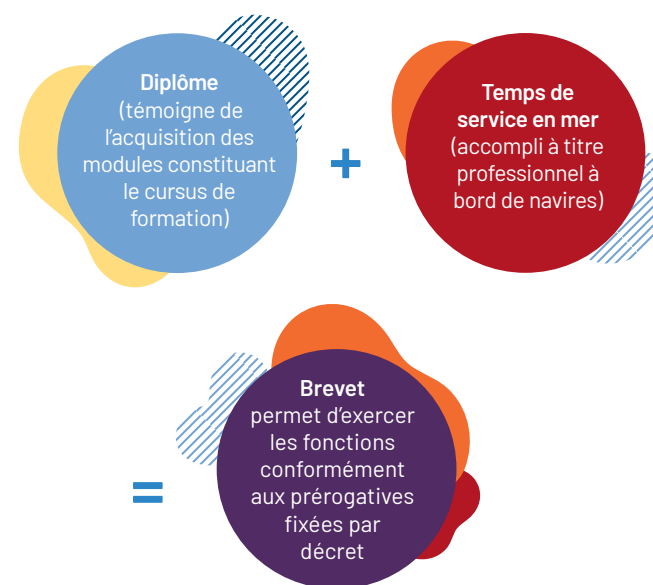 Diplôme
(témoigne de
l'acquisition des
modules constituant
le cursus de
formation)
+
Temps de
service en mer
(accompli à titre
professionnel à
bord de navires)
=
Brevet
permet d'exercer
les fonctions
conformément
aux prérogatives
fixées par
décret